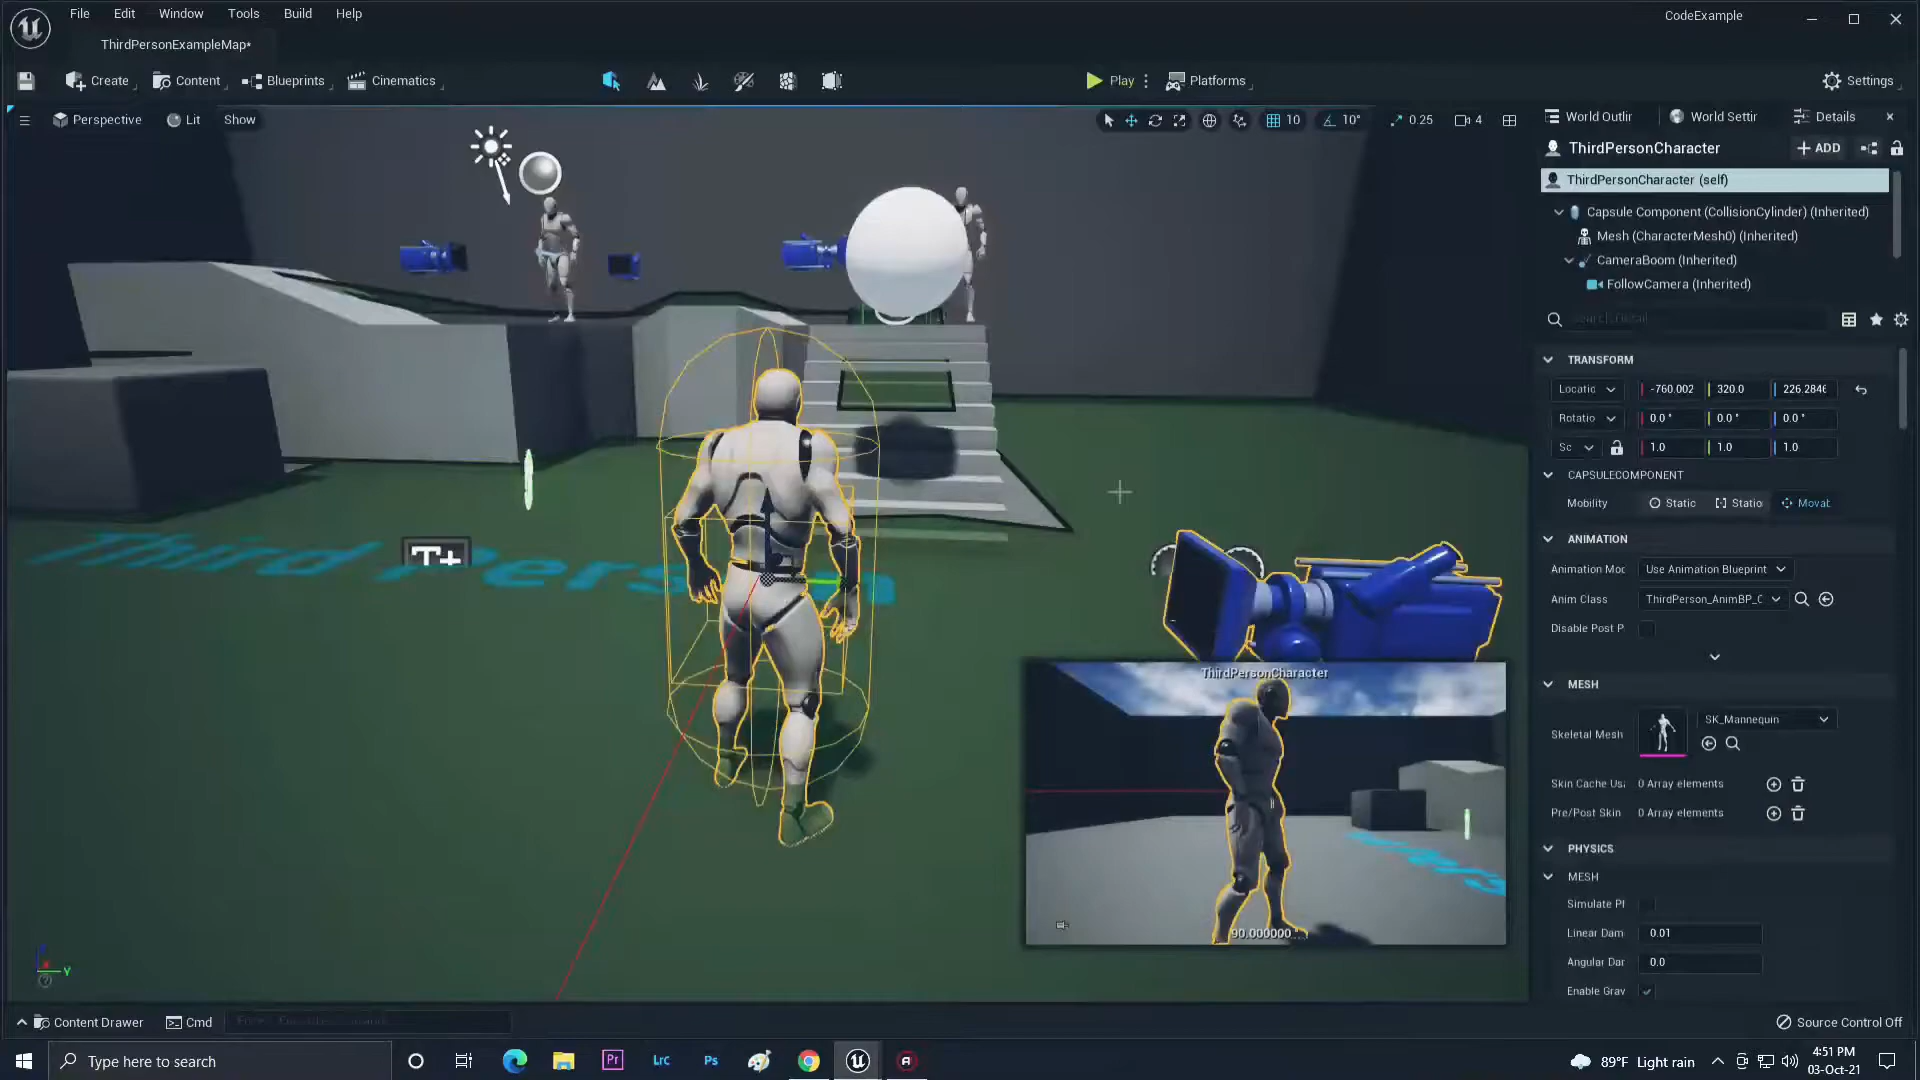 File Edit Window Tools Build Help
CodeExample
ThirdPersonExampleMap*
Create Content Blueprints Cinematics
Play Platforms
Settings
Perspective Lit Show
10 10° 0.25 4
World Outlir World Settir Details
ThirdPersonCharacter
+ ADD
ThirdPersonCharacter (self)
Capsule Component (CollisionCylinder) (Inherited)
Mesh (CharacterMesh0) (Inherited)
CameraBoom (Inherited)
FollowCamera (Inherited)
TRANSFORM
Locatic -760.002 320.0 226.2846
Rotatio 0.0 ° 0.0 ° 0.0 °
Sc 1.0 1.0 1.0
CAPSULECOMPONENT
Mobility Static Statio Movat
ANIMATION
Animation Moc Use Animation Blueprint
Anim Class ThirdPerson_AnimBP_C
Disable Post P
MESH
Skeletal Mesh SK_Mannequin
Skin Cache Us 0 Array elements
Pre/Post Skin 0 Array elements
PHYSICS
MESH
Simulate Pl
Linear Dam 0.01
Angular Dar 0.0
Enable Grav
Third Person
T+
ThirdPersonCharacter
90.000000 °
Y
Content Drawer Cmd
Source Control Off
Type here to search
Pr Lrc Ps
89°F Light rain
4:51 PM
03-Oct-21